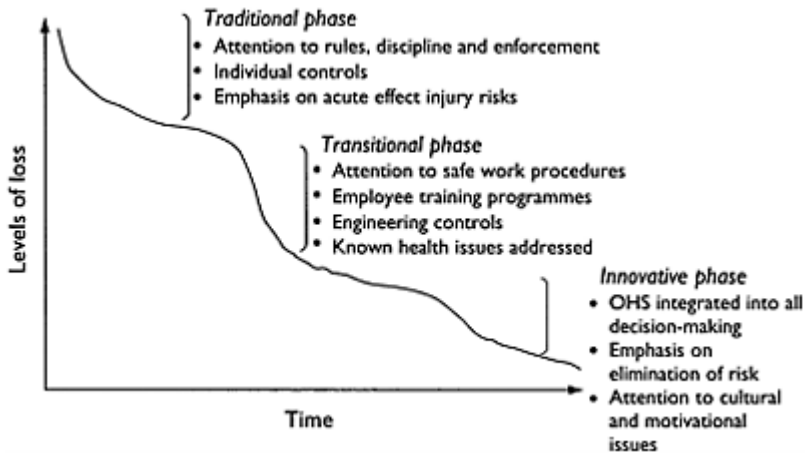 Traditional phase
• Attention to rules, discipline and enforcement
• Individual controls
• Emphasis on acute effect injury risks
Transitional phase
• Attention to safe work procedures
• Employee training programmes
• Engineering controls
• Known health issues addressed
Innovative phase
• OHS integrated into all
decision-making
• Emphasis on
elimination of risk
• Attention to cultural
and motivational
issues
Levels of loss
Time